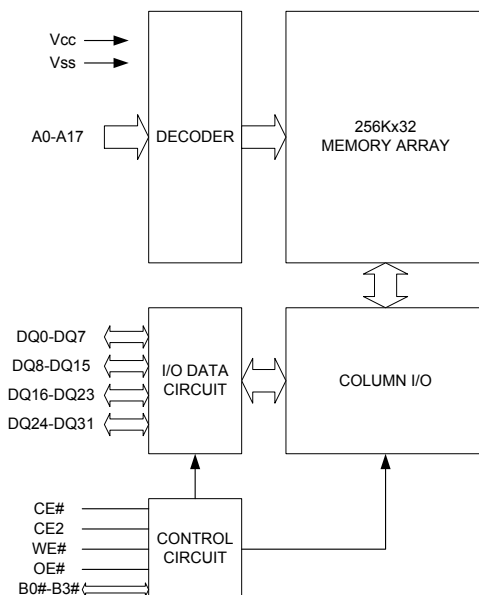 Vcc
Vss
A0-A17
DECODER
256Kx32
MEMORY ARRAY
DQ0-DQ7
DQ8-DQ15
DQ16-DQ23
DQ24-DQ31
I/O DATA
CIRCUIT
COLUMN I/O
CE#
CE2
WE#
OE#
B0#-B3#
CONTROL
CIRCUIT